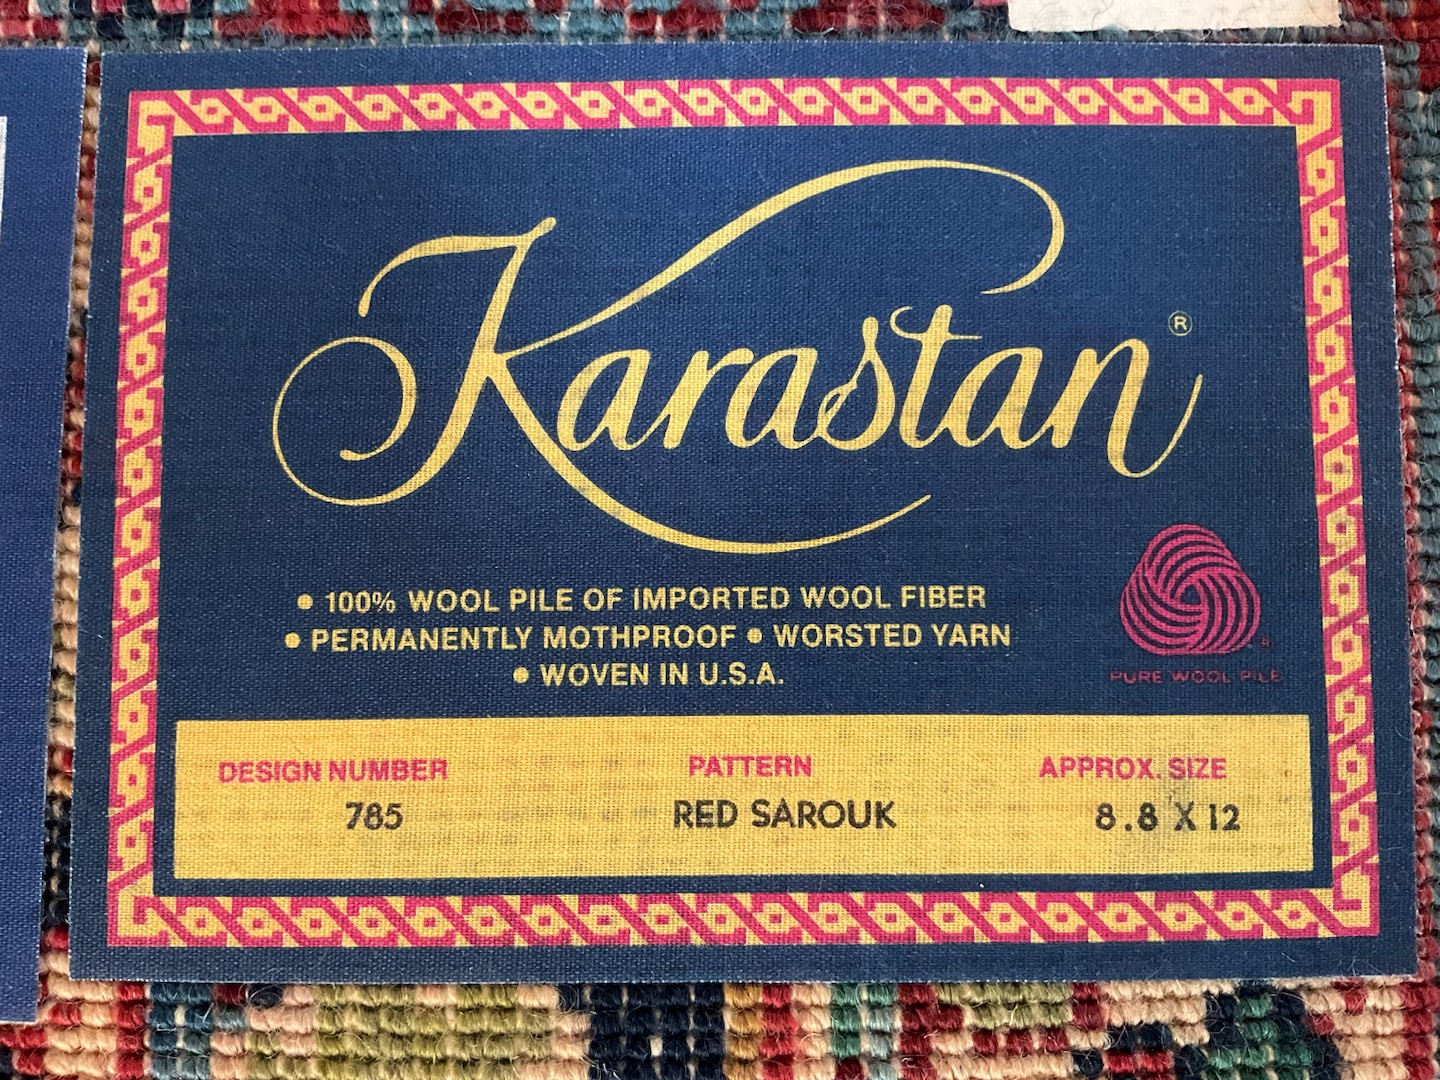 Karastan®
• 100% WOOL PILE OF IMPORTED WOOL FIBER
• PERMANENTLY MOTHPROOF • WORSTED YARN
• WOVEN IN U.S.A.
PURE WOOL PILE
DESIGN NUMBER PATTERN APPROX. SIZE
785 RED SAROUK 8.8 X 12